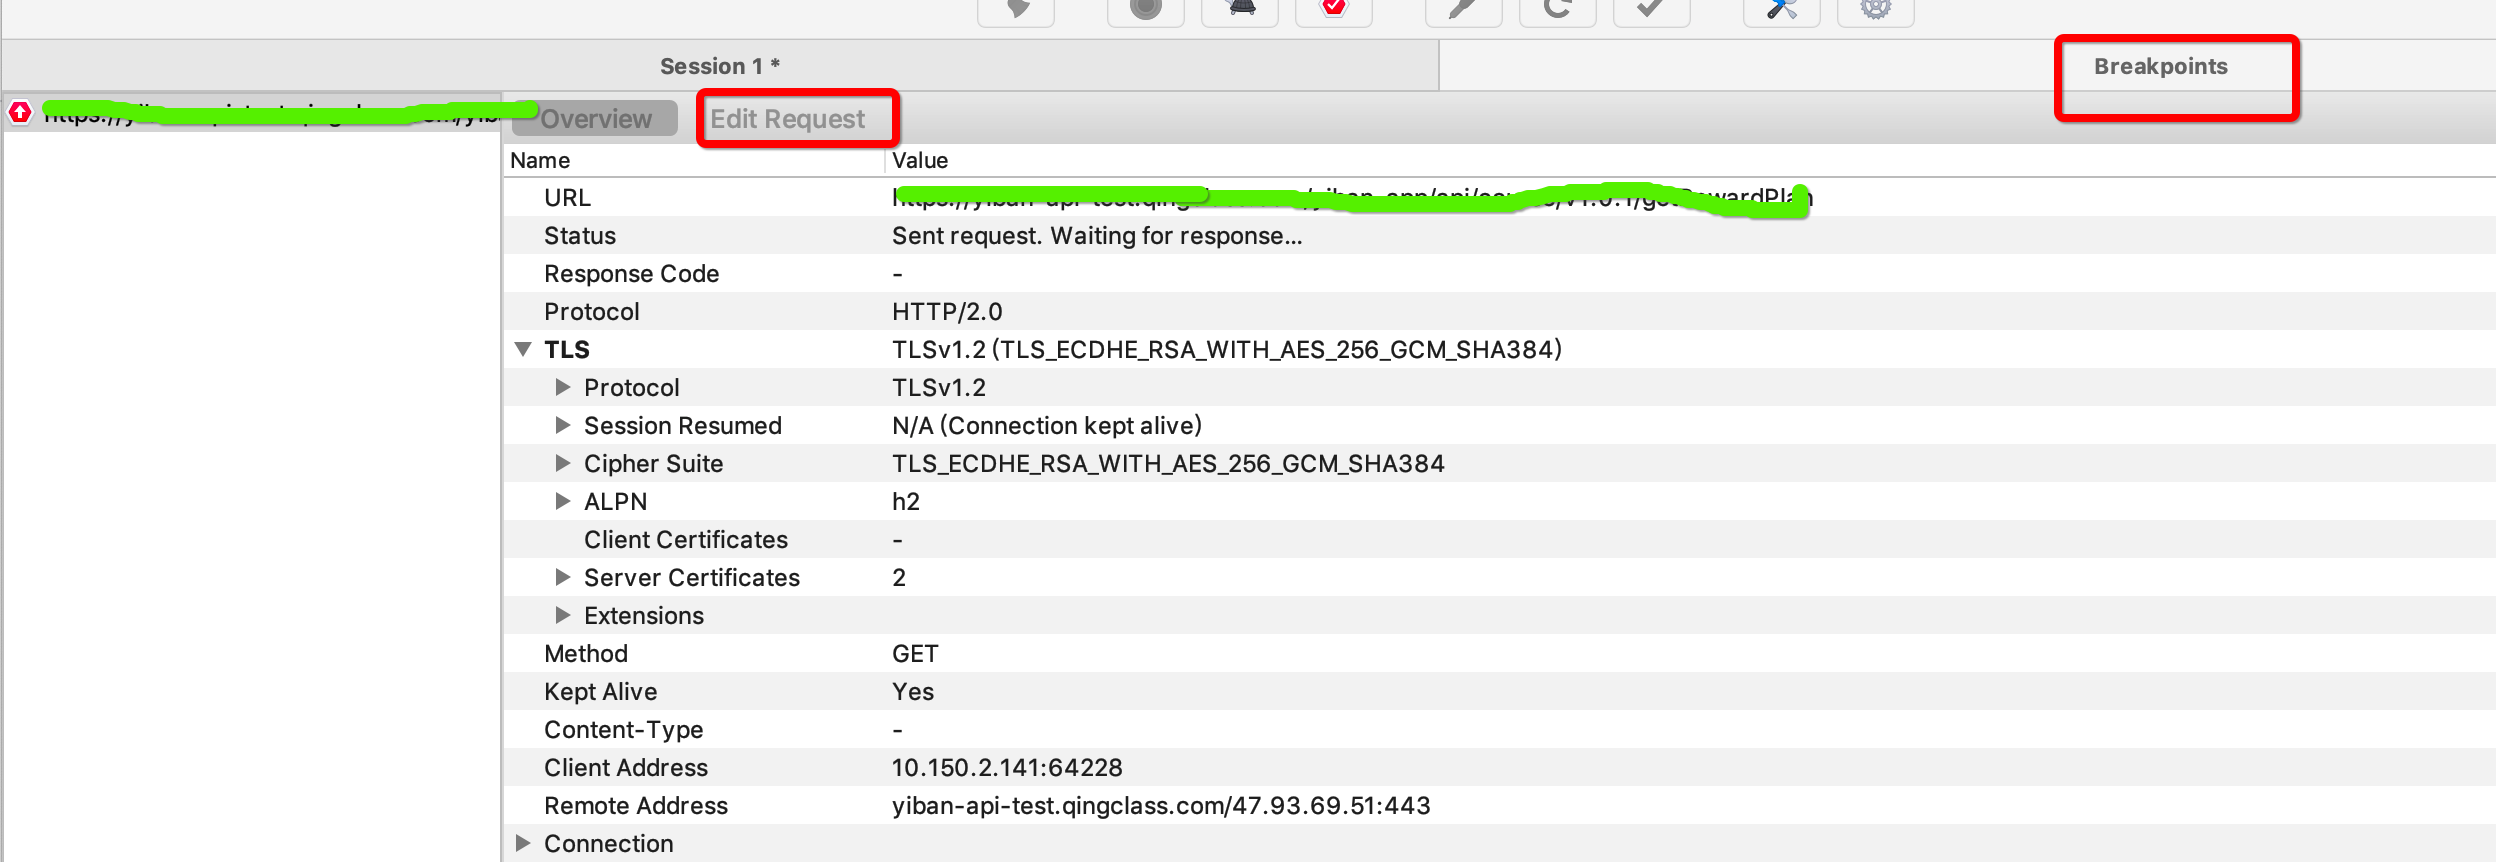 Session 1 *
Breakpoints
Overview
Edit Request
Name Value
URL
Status Sent request. Waiting for response...
Response Code -
Protocol HTTP/2.0
TLS TLSv1.2 (TLS_ECDHE_RSA_WITH_AES_256_GCM_SHA384)
Protocol TLSv1.2
Session Resumed N/A (Connection kept alive)
Cipher Suite TLS_ECDHE_RSA_WITH_AES_256_GCM_SHA384
ALPN h2
Client Certificates -
Server Certificates 2
Extensions
Method GET
Kept Alive Yes
Content-Type -
Client Address 10.150.2.141:64228
Remote Address yiban-api-test.qingclass.com/47.93.69.51:443
Connection